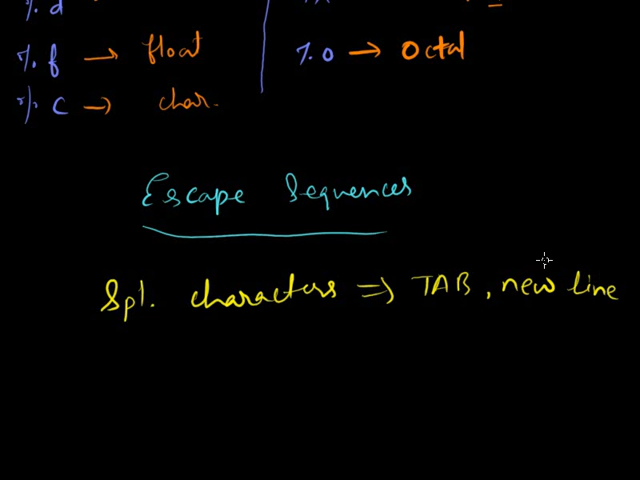 %d
%f → float
%c → char.
%o → Octal
Escape Sequences
Spl. characters ⇒ TAB, new line